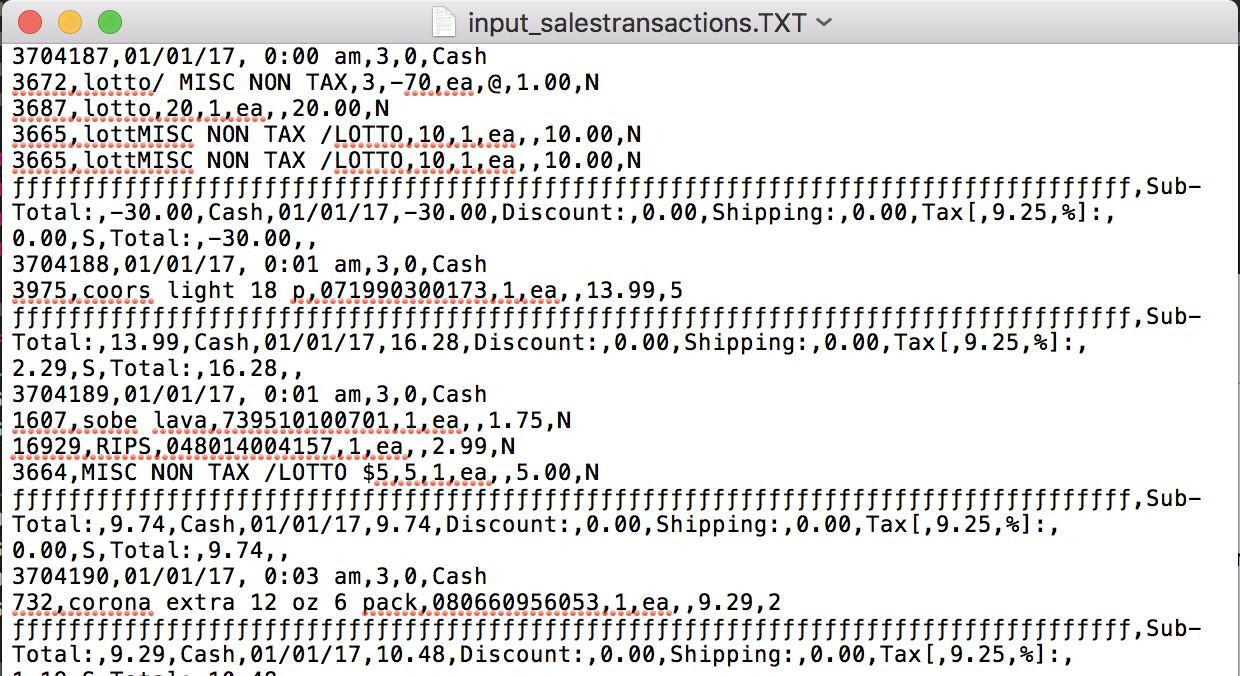 input_salestransactions.TXT
3704187,01/01/17, 0:00 am,3,0,Cash
3672,lotto/ MISC NON TAX,3,-70,ea,@,1.00,N
3687,lotto,20,1,ea,,20.00,N
3665,lottMISC NON TAX /LOTTO,10,1,ea,,10.00,N
3665,lottMISC NON TAX /LOTTO,10,1,ea,,10.00,N
ƒƒƒƒƒƒƒƒƒƒƒƒƒƒƒƒƒƒƒƒƒƒƒƒƒƒƒƒƒƒƒƒƒƒƒƒƒƒƒƒƒƒƒƒƒƒƒƒƒƒƒƒƒƒƒƒƒƒƒƒƒƒƒƒƒƒƒƒƒƒƒƒƒƒƒƒƒƒƒƒ,Sub-
Total:,-30.00,Cash,01/01/17,-30.00,Discount:,0.00,Shipping:,0.00,Tax[,9.25,%]:,
0.00,S,Total:,-30.00,,
3704188,01/01/17, 0:01 am,3,0,Cash
3975,coors light 18 p,071990300173,1,ea,,13.99,5
ƒƒƒƒƒƒƒƒƒƒƒƒƒƒƒƒƒƒƒƒƒƒƒƒƒƒƒƒƒƒƒƒƒƒƒƒƒƒƒƒƒƒƒƒƒƒƒƒƒƒƒƒƒƒƒƒƒƒƒƒƒƒƒƒƒƒƒƒƒƒƒƒƒƒƒƒƒƒƒƒ,Sub-
Total:,13.99,Cash,01/01/17,16.28,Discount:,0.00,Shipping:,0.00,Tax[,9.25,%]:,
2.29,S,Total:,16.28,,
3704189,01/01/17, 0:01 am,3,0,Cash
1607,sobe lava,739510100701,1,ea,,1.75,N
16929,RIPS,048014004157,1,ea,,2.99,N
3664,MISC NON TAX /LOTTO $5,5,1,ea,,5.00,N
ƒƒƒƒƒƒƒƒƒƒƒƒƒƒƒƒƒƒƒƒƒƒƒƒƒƒƒƒƒƒƒƒƒƒƒƒƒƒƒƒƒƒƒƒƒƒƒƒƒƒƒƒƒƒƒƒƒƒƒƒƒƒƒƒƒƒƒƒƒƒƒƒƒƒƒƒƒƒƒƒ,Sub-
Total:,9.74,Cash,01/01/17,9.74,Discount:,0.00,Shipping:,0.00,Tax[,9.25,%]:,
0.00,S,Total:,9.74,,
3704190,01/01/17, 0:03 am,3,0,Cash
732,corona extra 12 oz 6 pack,080660956053,1,ea,,9.29,2
ƒƒƒƒƒƒƒƒƒƒƒƒƒƒƒƒƒƒƒƒƒƒƒƒƒƒƒƒƒƒƒƒƒƒƒƒƒƒƒƒƒƒƒƒƒƒƒƒƒƒƒƒƒƒƒƒƒƒƒƒƒƒƒƒƒƒƒƒƒƒƒƒƒƒƒƒƒƒƒƒ,Sub-
Total:,9.29,Cash,01/01/17,10.48,Discount:,0.00,Shipping:,0.00,Tax[,9.25,%]:,